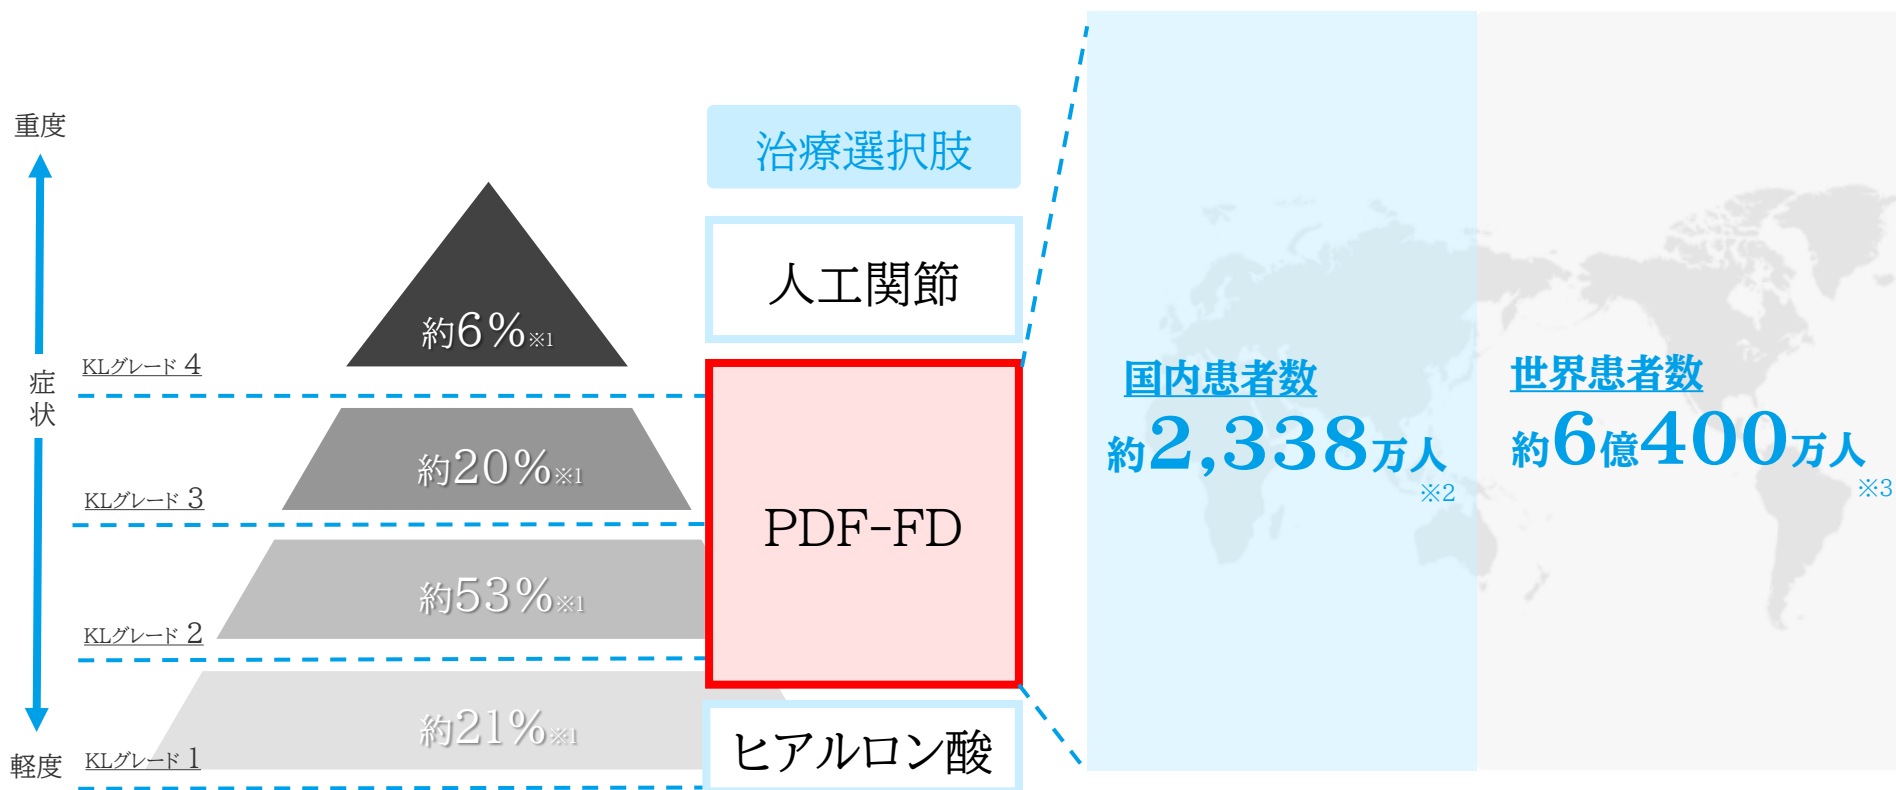 重度
症
状
軽度
約6%※1
KLグレード 4
約20%※1
KLグレード 3
約53%※1
KLグレード 2
約21%※1
KLグレード 1
治療選択肢
人工関節
PDF-FD
ヒアルロン酸
国内患者数
約2,338万人
※2
世界患者数
約6億400万人
※3